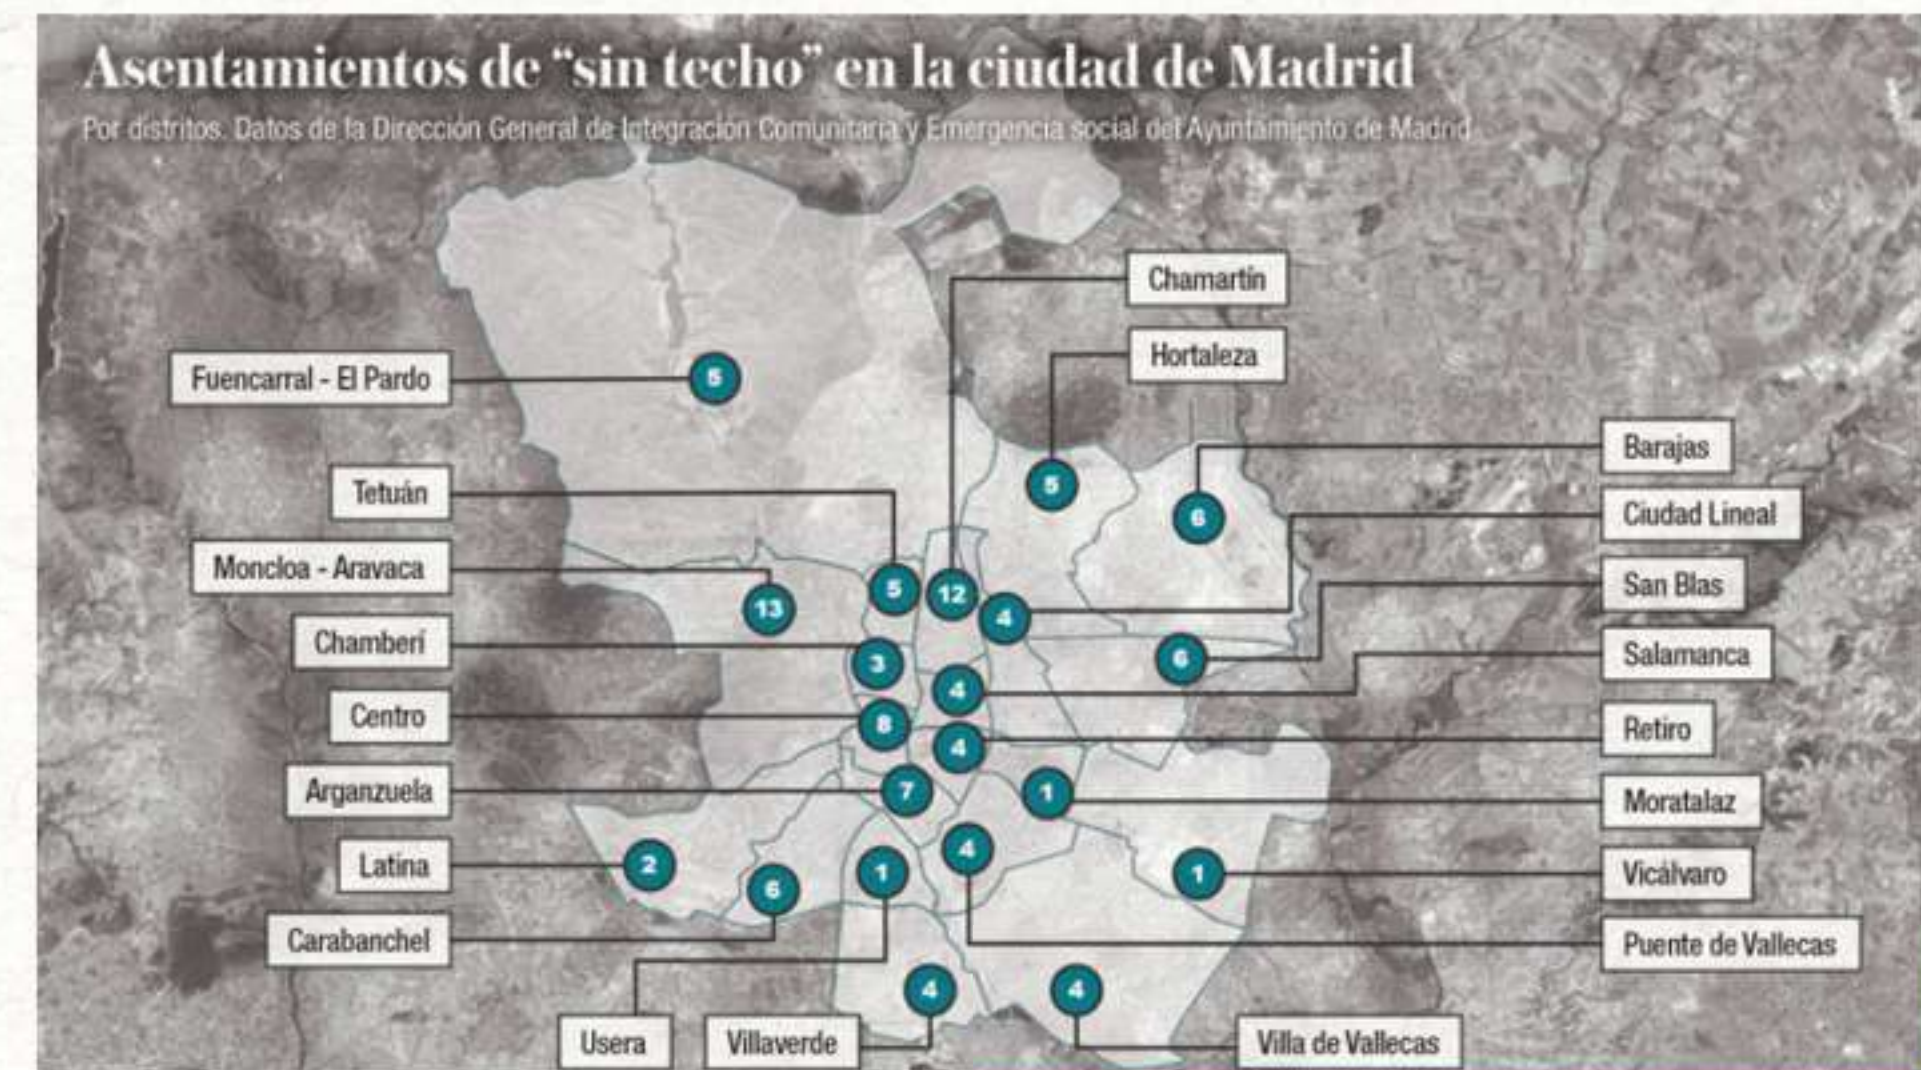 Asentamientos de “sin techo” en la ciudad de Madrid
Por distritos. Datos de la Dirección General de Integración Comunitaria y Emergencia social del Ayuntamiento de Madrid
Chamartín
12
Hortaleza
5
Fuencarral - El Pardo
5
Barajas
6
Tetuán
5
Ciudad Lineal
4
Moncloa - Aravaca
13
San Blas
6
Chamberí
3
Salamanca
4
Centro
8
Retiro
4
Arganzuela
7
Moratalaz
1
Latina
2
Vicálvaro
1
Carabanchel
6
Puente de Vallecas
4
Usera
1
Villaverde
4
Villa de Vallecas
4